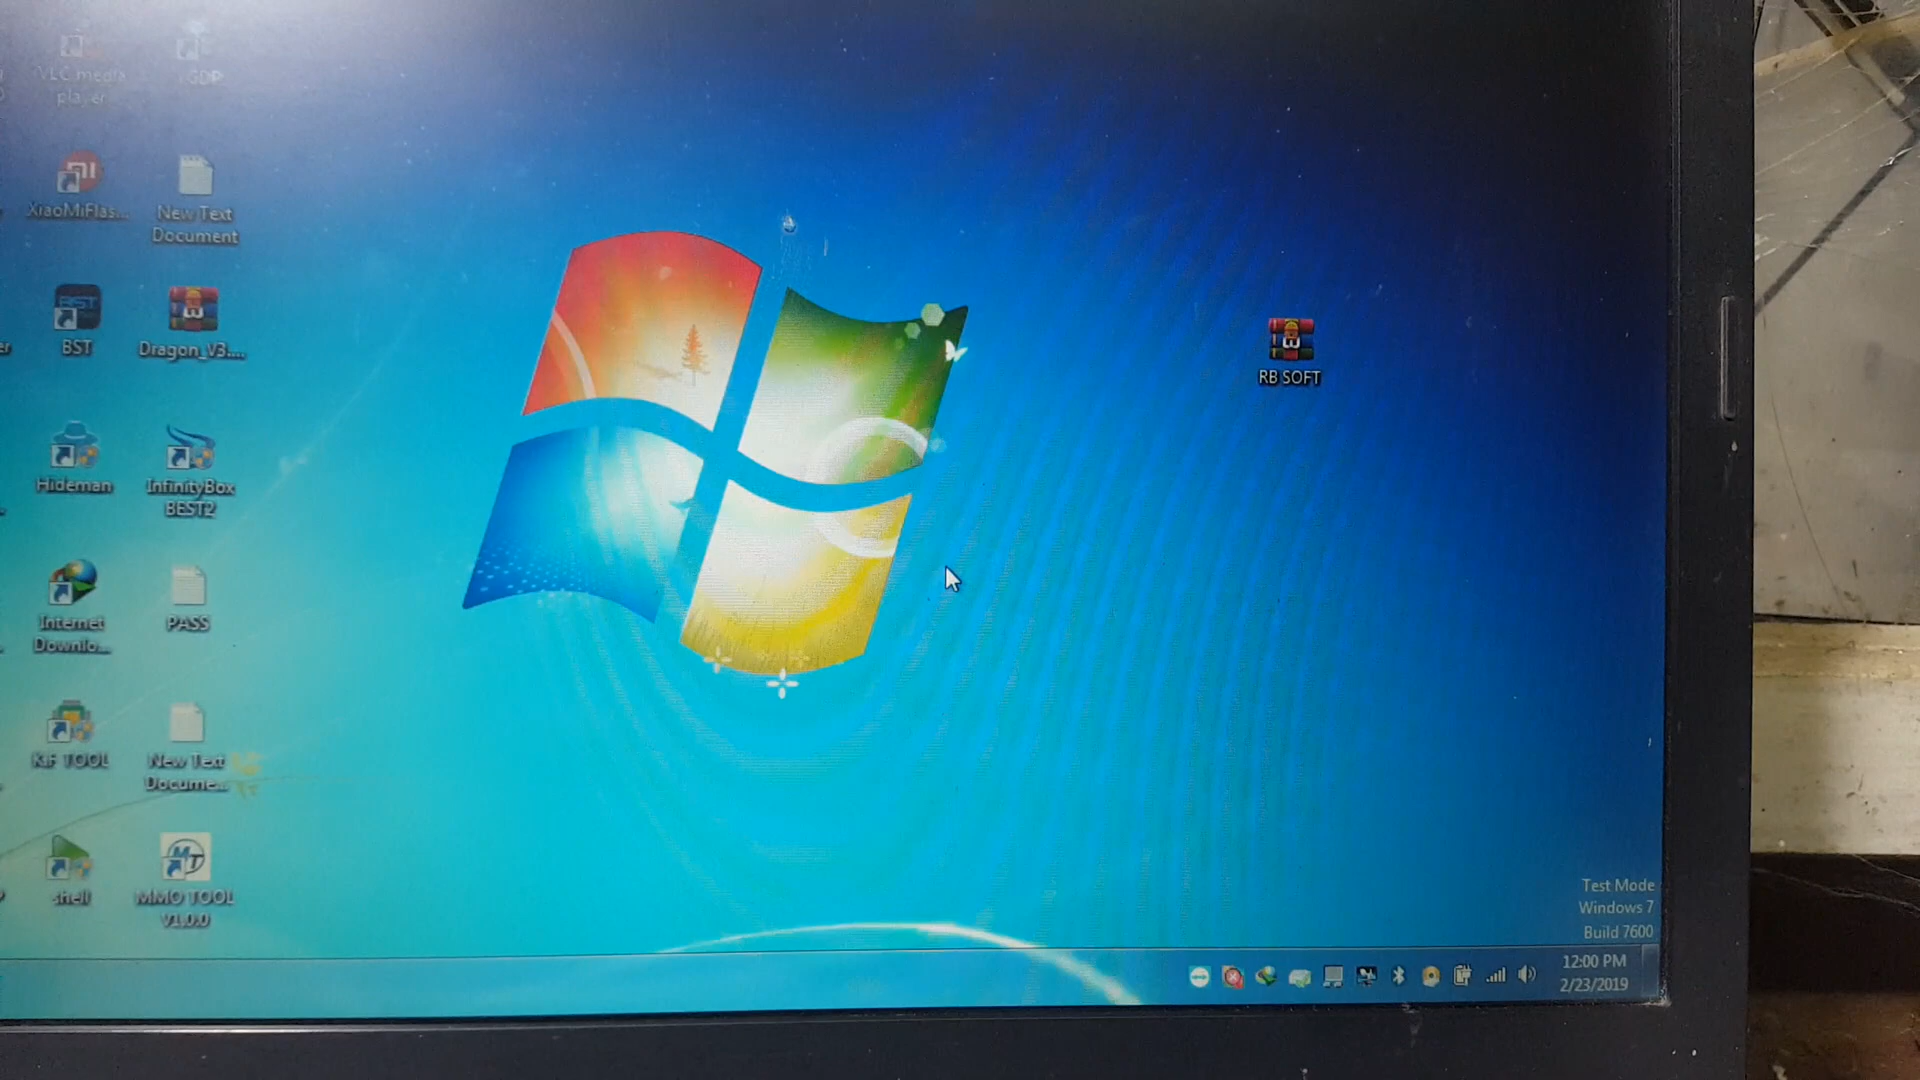 VLC media
player
GDP
XiaoMiFlas...
New Text
Document
BST
Dragon_V3....
Hideman
InfinityBox
BEST2
Internet
Downlo...
PASS
KiF TOOL
New Text
Docume...
shell
MMO TOOL
V1.0.0
RB SOFT
Test Mode
Windows 7
Build 7600
12:00 PM
2/23/2019